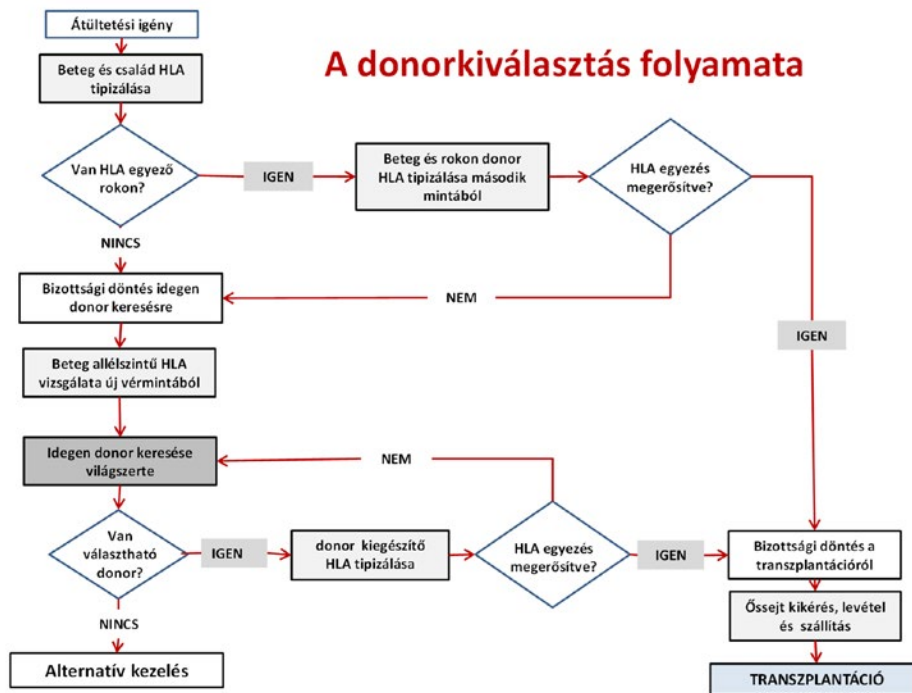 Átültetési igény
A donorkiválasztás folyamata
Beteg és család HLA
tipizálása
Van HLA egyező
rokon?
IGEN
Beteg és rokon donor
HLA tipizálása második
mintából
HLA egyezés
megerősítve?
NINCS
Bizottsági döntés idegen
donor keresésre
NEM
IGEN
Beteg allélszintű HLA
vizsgálata új vérmintából
Idegen donor keresése
világszerte
NEM
Van
választható
donor?
IGEN
donor kiegészítő
HLA tipizálása
HLA egyezés
megerősítve?
IGEN
Bizottsági döntés a
transzplantációról
NINCS
Őssejt kikérés, levétel
és szállítás
Alternatív kezelés
TRANSZPLANTÁCIÓ